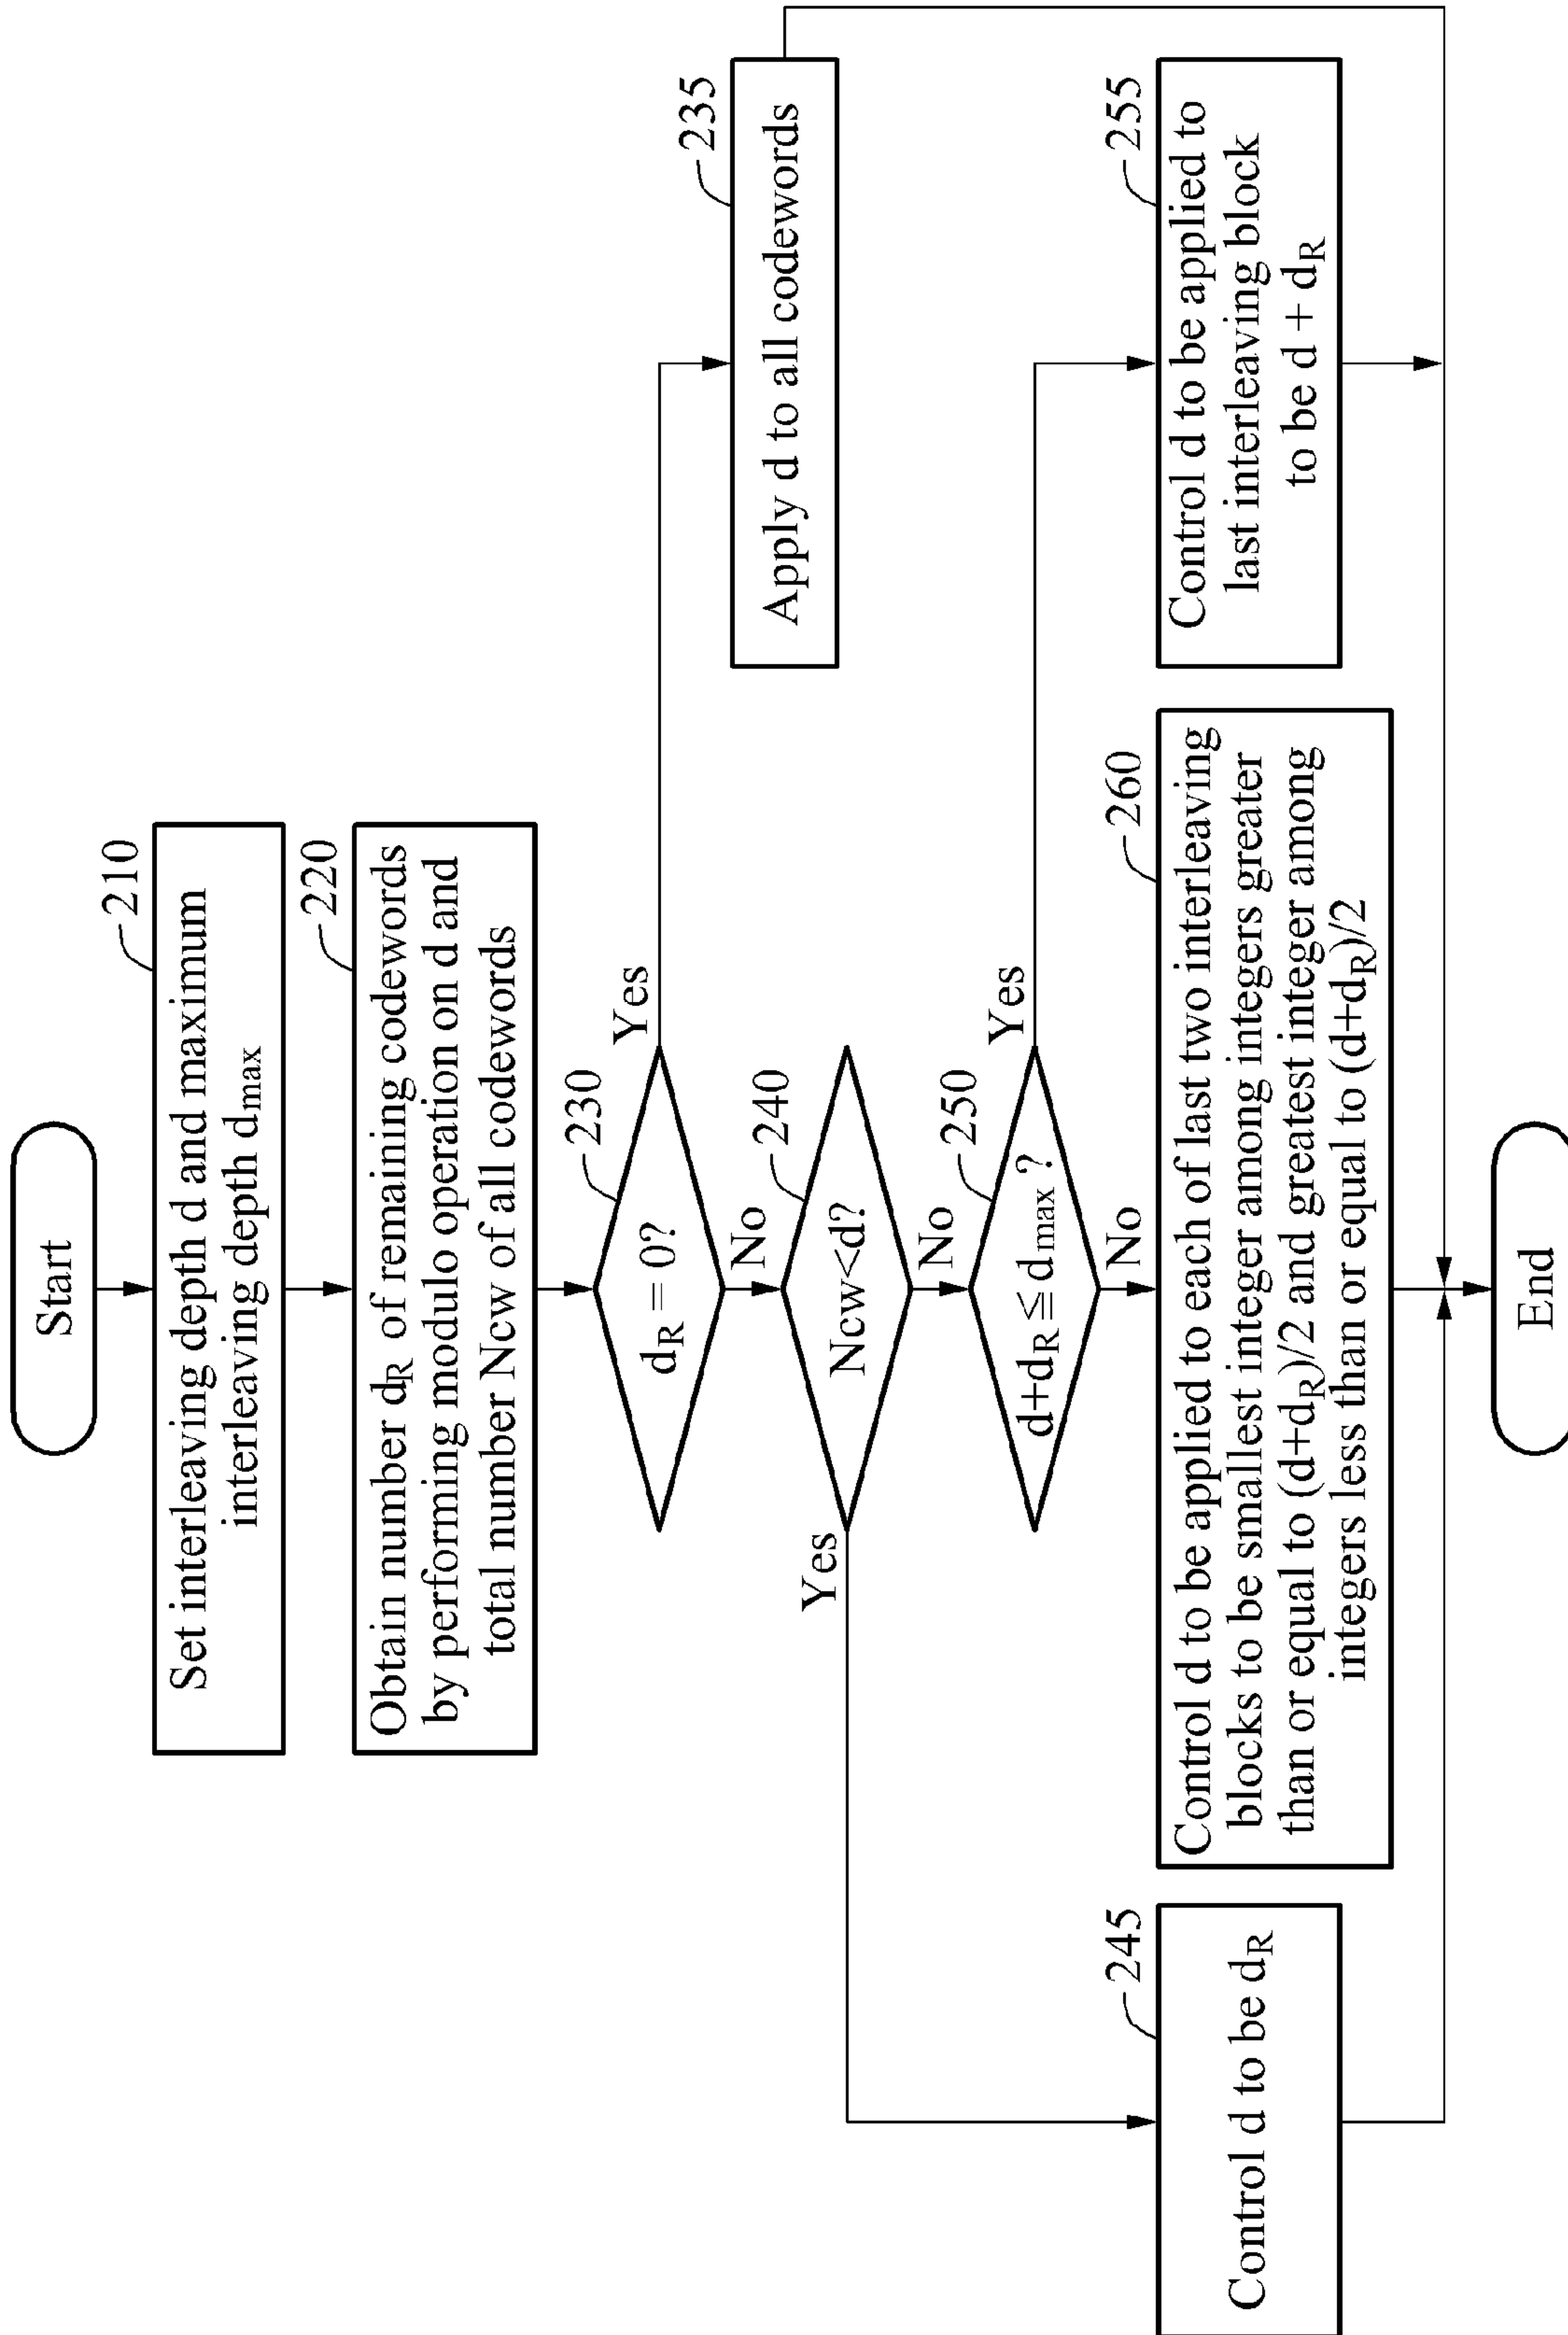 Start
210
Set interleaving depth d and maximum
interleaving depth dmax
220
Obtain number dR of remaining codewords
by performing modulo operation on d and
total number Ncw of all codewords
230
dR = 0?
Yes
No
235
Apply d to all codewords
240
Ncw<d?
Yes
No
250
d+dR ≦ dmax ?
Yes
No
245
Control d to be dR
260
Control d to be applied to each of last two interleaving
blocks to be smallest integer among integers greater
than or equal to (d+dR)/2 and greatest integer among
integers less than or equal to (d+dR)/2
255
Control d to be applied to
last interleaving block
to be d + dR
End